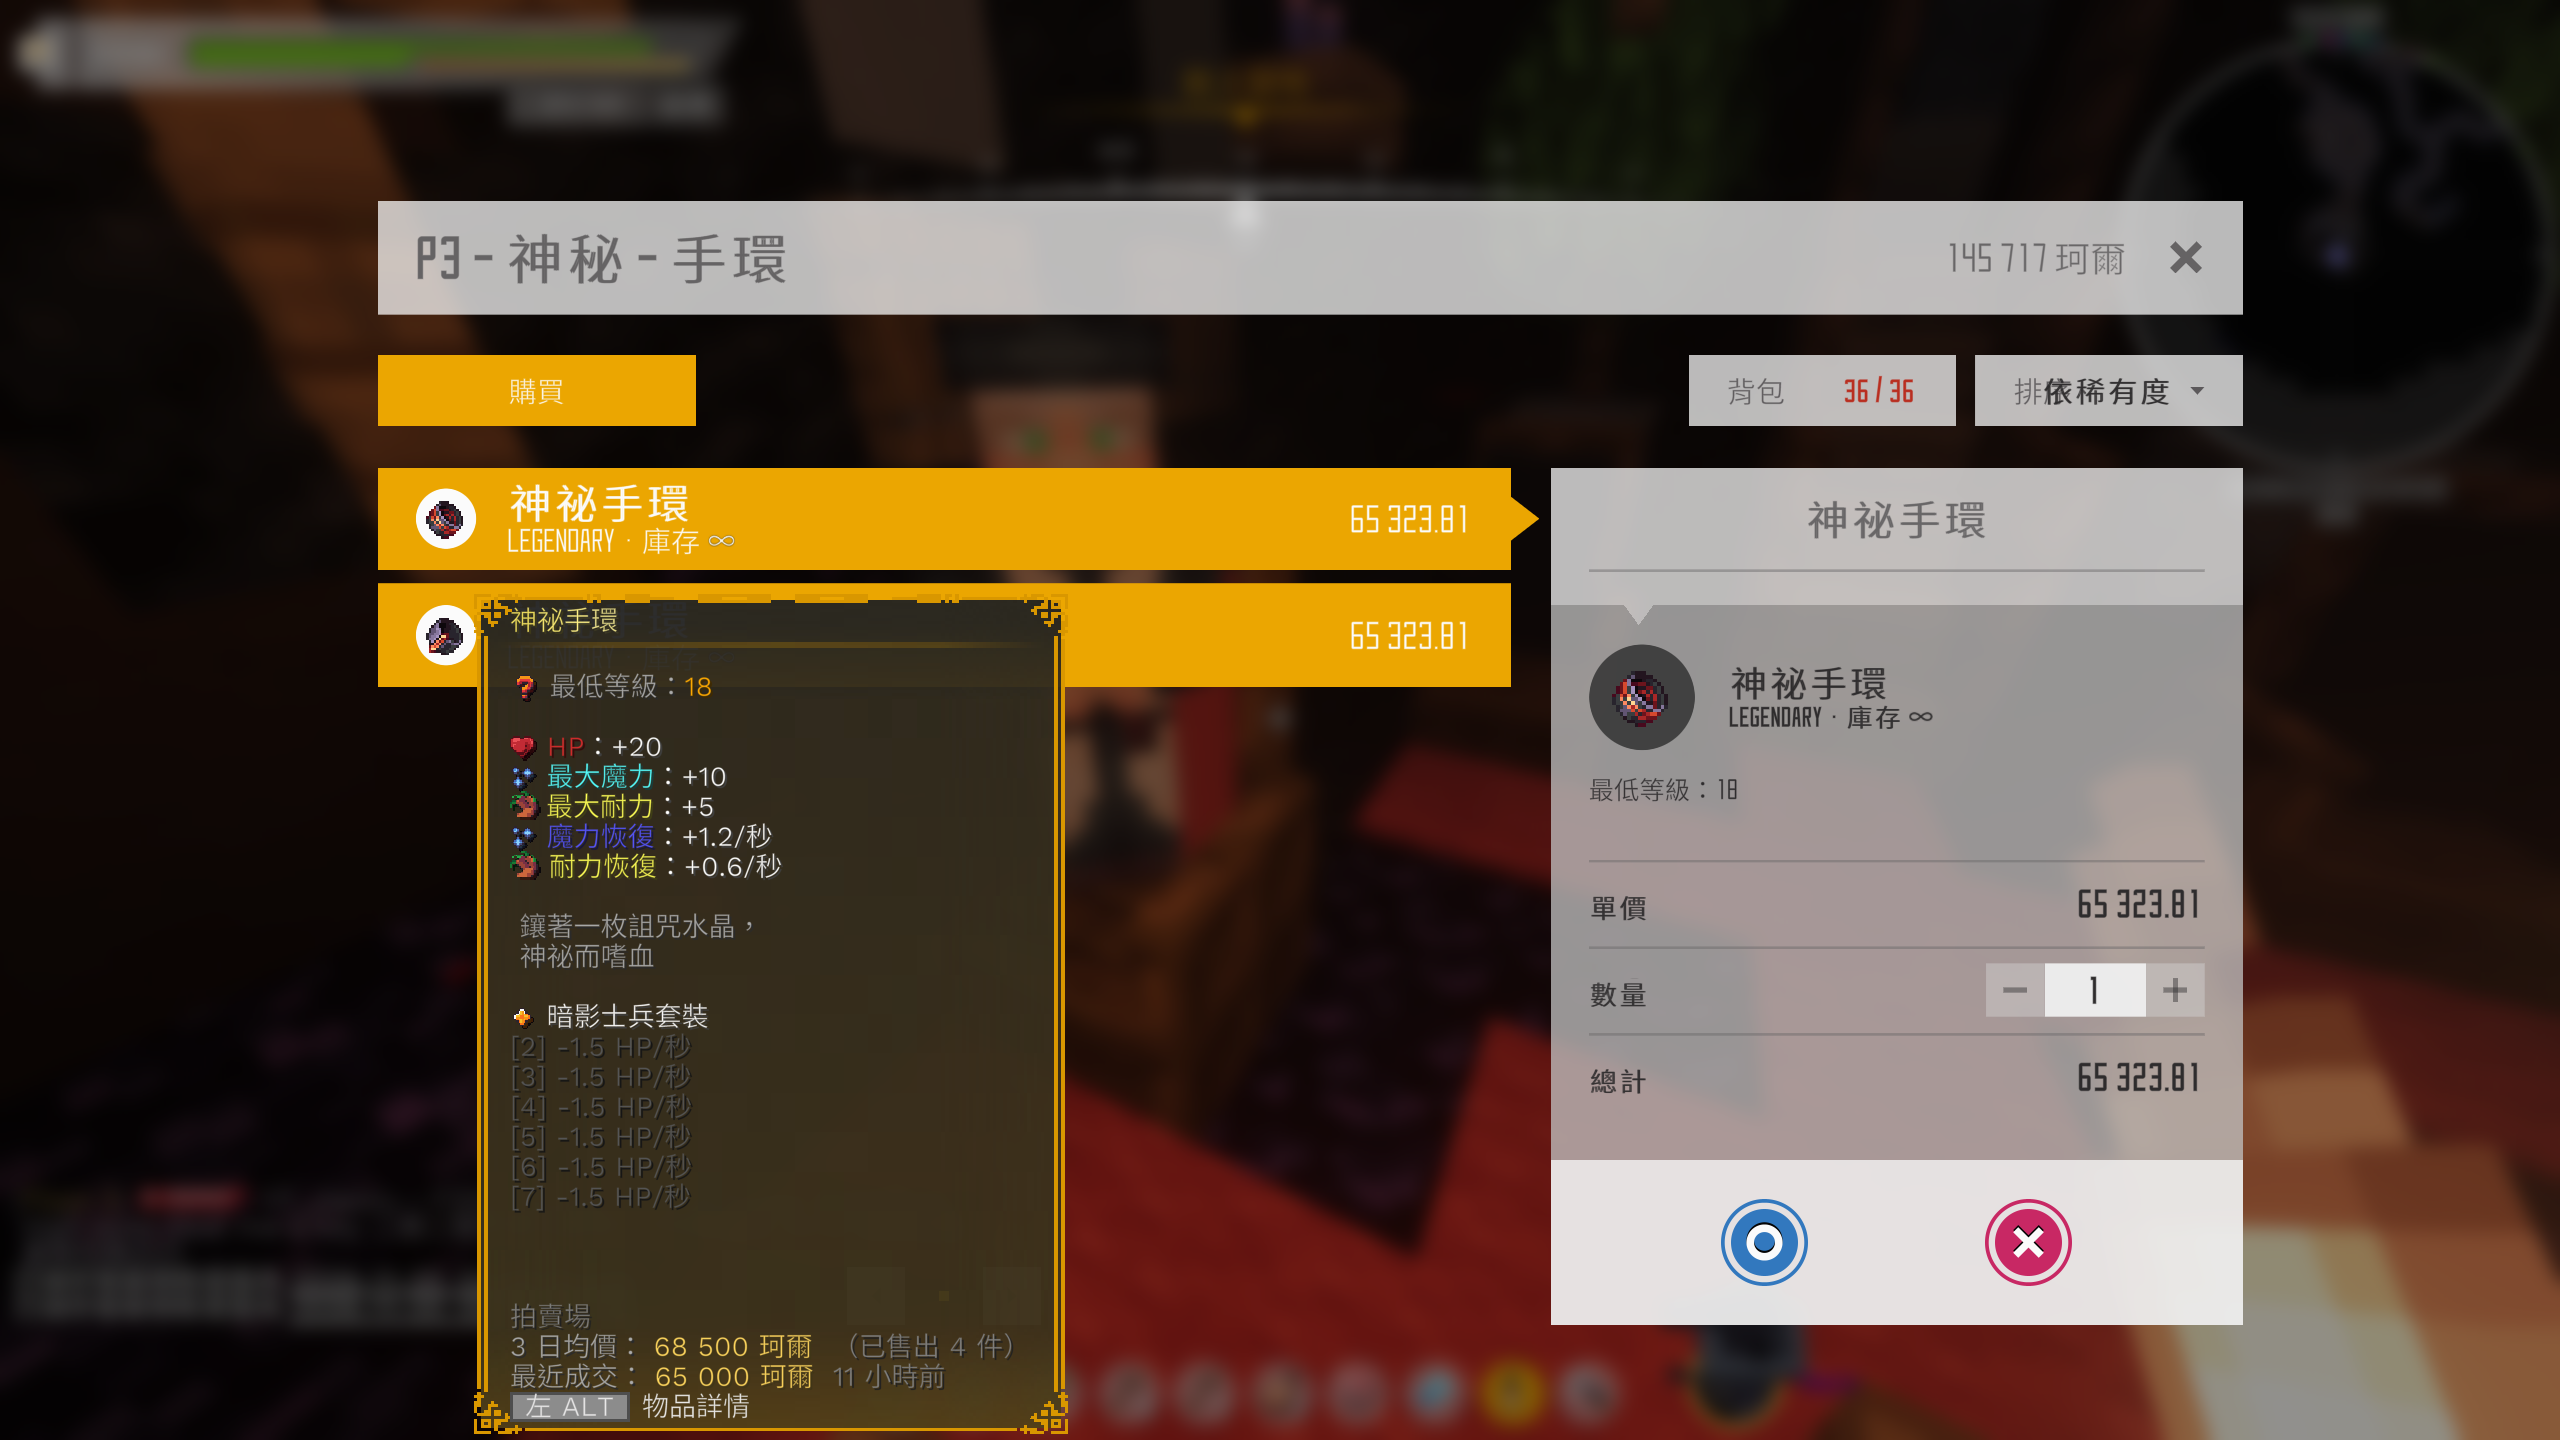 P3 - 神秘 - 手環
145 717 珂爾
購買
背包 36 / 36
依稀有度
神祕手環
LEGENDARY · 庫存 ∞
65 323.81
65 323.81
神祕手環
最低等級：18
HP：+20
最大魔力：+10
最大耐力：+5
魔力恢復：+1.2/秒
耐力恢復：+0.6/秒
鑲著一枚詛咒水晶，
神祕而嗜血
暗影士兵套裝
[2] -1.5 HP/秒
[3] -1.5 HP/秒
[4] -1.5 HP/秒
[5] -1.5 HP/秒
[6] -1.5 HP/秒
[7] -1.5 HP/秒
拍賣場
3 日均價： 68 500 珂爾 （已售出 4 件）
最近成交： 65 000 珂爾 11 小時前
左 ALT 物品詳情
神祕手環
神祕手環
LEGENDARY · 庫存 ∞
最低等級：18
單價 65 323.81
數量 − 1 +
總計 65 323.81